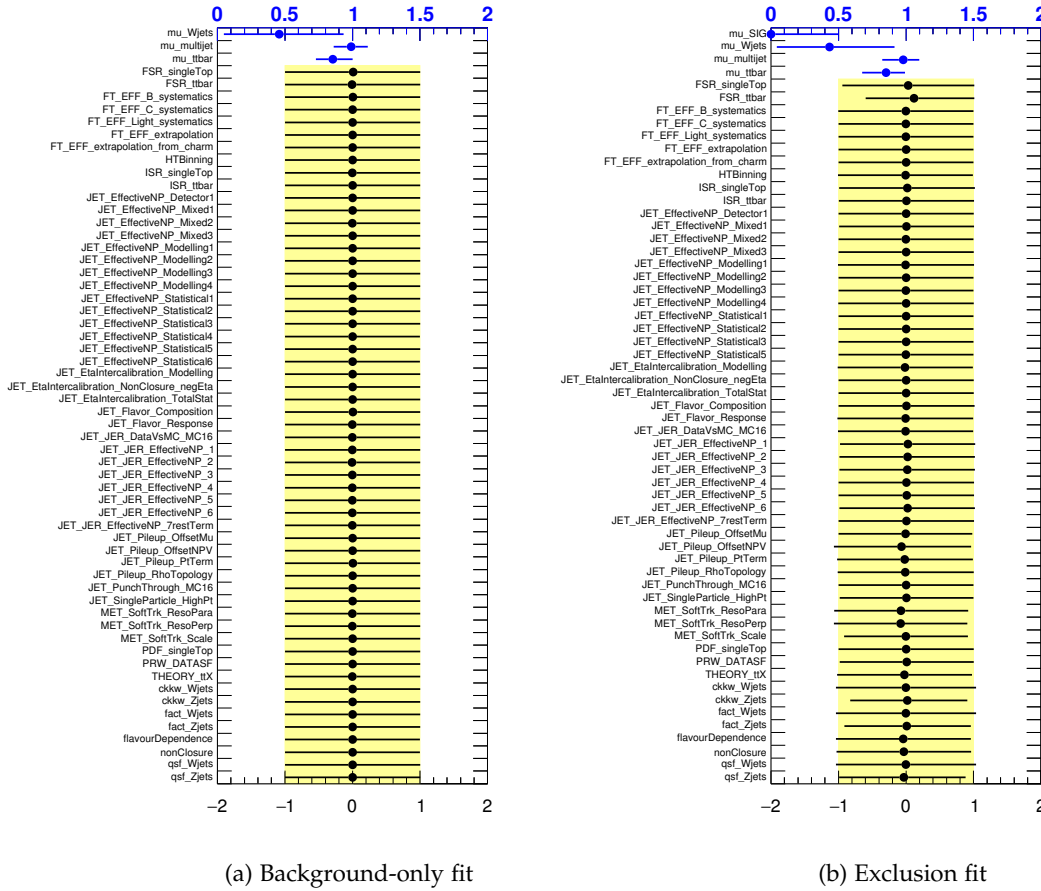 0 0.5 1 1.5 2
mu_Wjets
mu_multijet
mu_ttbar
FSR_singleTop
FSR_ttbar
FT_EFF_B_systematics
FT_EFF_C_systematics
FT_EFF_Light_systematics
FT_EFF_extrapolation
FT_EFF_extrapolation_from_charm
HTBinning
ISR_singleTop
ISR_ttbar
JET_EffectiveNP_Detector1
JET_EffectiveNP_Mixed1
JET_EffectiveNP_Mixed2
JET_EffectiveNP_Mixed3
JET_EffectiveNP_Modelling1
JET_EffectiveNP_Modelling2
JET_EffectiveNP_Modelling3
JET_EffectiveNP_Modelling4
JET_EffectiveNP_Statistical1
JET_EffectiveNP_Statistical2
JET_EffectiveNP_Statistical3
JET_EffectiveNP_Statistical4
JET_EffectiveNP_Statistical5
JET_EffectiveNP_Statistical6
JET_EtaIntercalibration_Modelling
JET_EtaIntercalibration_NonClosure_negEta
JET_EtaIntercalibration_TotalStat
JET_Flavor_Composition
JET_Flavor_Response
JET_JER_DataVsMC_MC16
JET_JER_EffectiveNP_1
JET_JER_EffectiveNP_2
JET_JER_EffectiveNP_3
JET_JER_EffectiveNP_4
JET_JER_EffectiveNP_5
JET_JER_EffectiveNP_6
JET_JER_EffectiveNP_7restTerm
JET_Pileup_OffsetMu
JET_Pileup_OffsetNPV
JET_Pileup_PtTerm
JET_Pileup_RhoTopology
JET_PunchThrough_MC16
JET_SingleParticle_HighPt
MET_SoftTrk_ResoPara
MET_SoftTrk_ResoPerp
MET_SoftTrk_Scale
PDF_singleTop
PRW_DATASF
THEORY_ttX
ckkw_Wjets
ckkw_Zjets
fact_Wjets
fact_Zjets
flavourDependence
nonClosure
qsf_Wjets
qsf_Zjets
−2 −1 0 1 2
(a) Background-only fit
0 0.5 1 1.5 2
mu_SIG
mu_Wjets
mu_multijet
mu_ttbar
FSR_singleTop
FSR_ttbar
FT_EFF_B_systematics
FT_EFF_C_systematics
FT_EFF_Light_systematics
FT_EFF_extrapolation
FT_EFF_extrapolation_from_charm
HTBinning
ISR_singleTop
ISR_ttbar
JET_EffectiveNP_Detector1
JET_EffectiveNP_Mixed1
JET_EffectiveNP_Mixed2
JET_EffectiveNP_Mixed3
JET_EffectiveNP_Modelling1
JET_EffectiveNP_Modelling2
JET_EffectiveNP_Modelling3
JET_EffectiveNP_Modelling4
JET_EffectiveNP_Statistical1
JET_EffectiveNP_Statistical2
JET_EffectiveNP_Statistical3
JET_EffectiveNP_Statistical5
JET_EtaIntercalibration_Modelling
JET_EtaIntercalibration_NonClosure_negEta
JET_EtaIntercalibration_TotalStat
JET_Flavor_Composition
JET_Flavor_Response
JET_JER_DataVsMC_MC16
JET_JER_EffectiveNP_1
JET_JER_EffectiveNP_2
JET_JER_EffectiveNP_3
JET_JER_EffectiveNP_4
JET_JER_EffectiveNP_5
JET_JER_EffectiveNP_6
JET_JER_EffectiveNP_7restTerm
JET_Pileup_OffsetMu
JET_Pileup_OffsetNPV
JET_Pileup_PtTerm
JET_Pileup_RhoTopology
JET_PunchThrough_MC16
JET_SingleParticle_HighPt
MET_SoftTrk_ResoPara
MET_SoftTrk_ResoPerp
MET_SoftTrk_Scale
PDF_singleTop
PRW_DATASF
THEORY_ttX
ckkw_Wjets
ckkw_Zjets
fact_Wjets
fact_Zjets
flavourDependence
nonClosure
qsf_Wjets
qsf_Zjets
−2 −1 0 1 2
(b) Exclusion fit